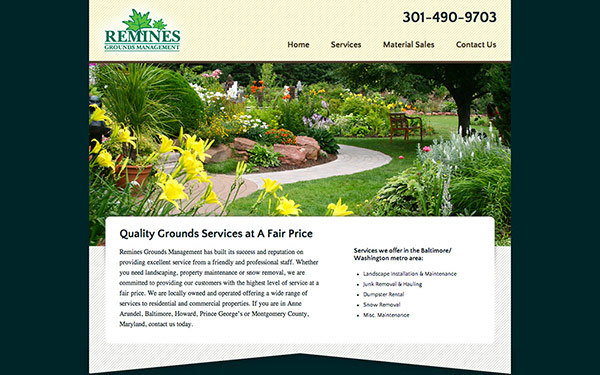 REMINES
GROUNDS MANAGEMENT
301-490-9703
Home Services Material Sales Contact Us
Quality Grounds Services at A Fair Price
Remines Grounds Management has built its success and reputation on
providing excellent service from a friendly and professional staff. Whether
you need landscaping, property maintenance or snow removal, we are
committed to providing our customers with the highest level of service at a
fair price. We are locally owned and operated offering a wide range of
services to residential and commercial properties. If you are in Anne
Arundel, Baltimore, Howard, Prince George's or Montgomery County,
Maryland, contact us today.
Services we offer in the Baltimore/
Washington metro area:
• Landscape Installation & Maintenance
• Junk Removal & Hauling
• Dumpster Rental
• Snow Removal
• Misc. Maintenance